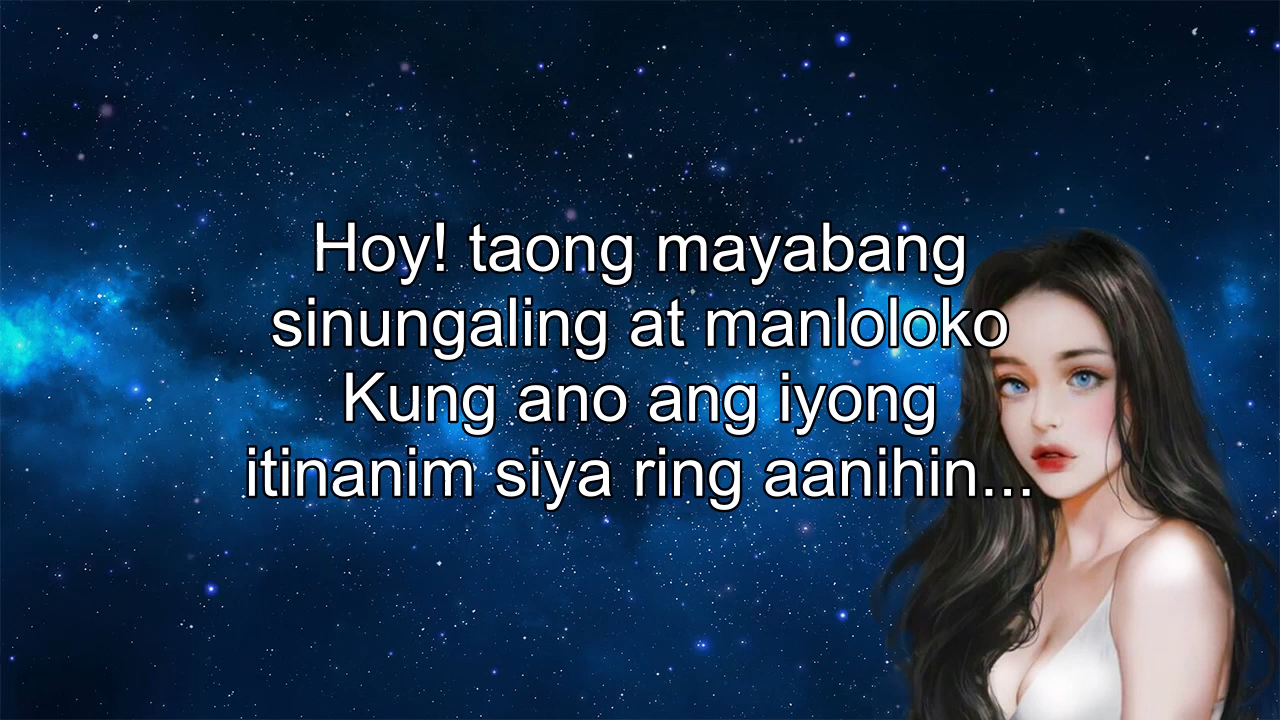 Hoy! taong mayabang
sinungaling at manloloko
Kung ano ang iyong
itinanim siya ring aanihin...